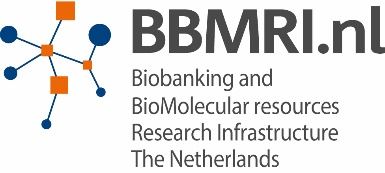 BBMRI.nl
Biobanking and
BioMolecular resources
Research Infrastructure
The Netherlands